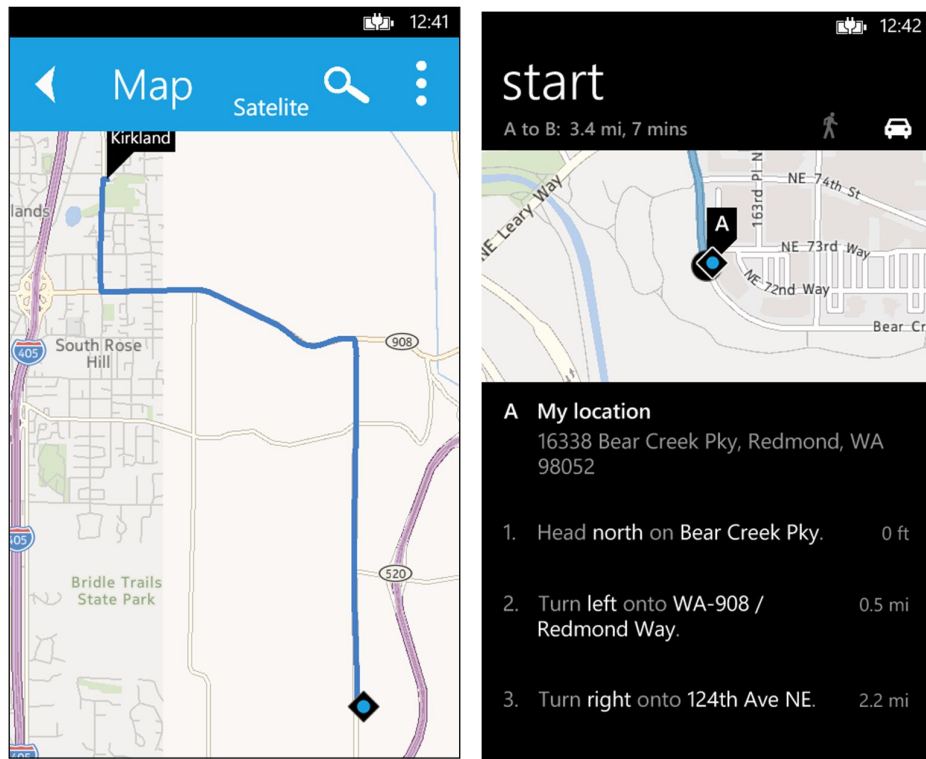 12:41
Map
Satelite
Kirkland
lands
405
South Rose
Hill
908
405
Bridle Trails
State Park
520
405
12:42
start
A to B: 3.4 mi, 7 mins
NE Leary Way
163rd Pl N
NE 74th St
A
NE 73rd Way
NE 72nd Way
Bear Cr
A My location
16338 Bear Creek Pky, Redmond, WA
98052
1. Head north on Bear Creek Pky. 0 ft
2. Turn left onto WA-908 / 0.5 mi
Redmond Way.
3. Turn right onto 124th Ave NE. 2.2 mi